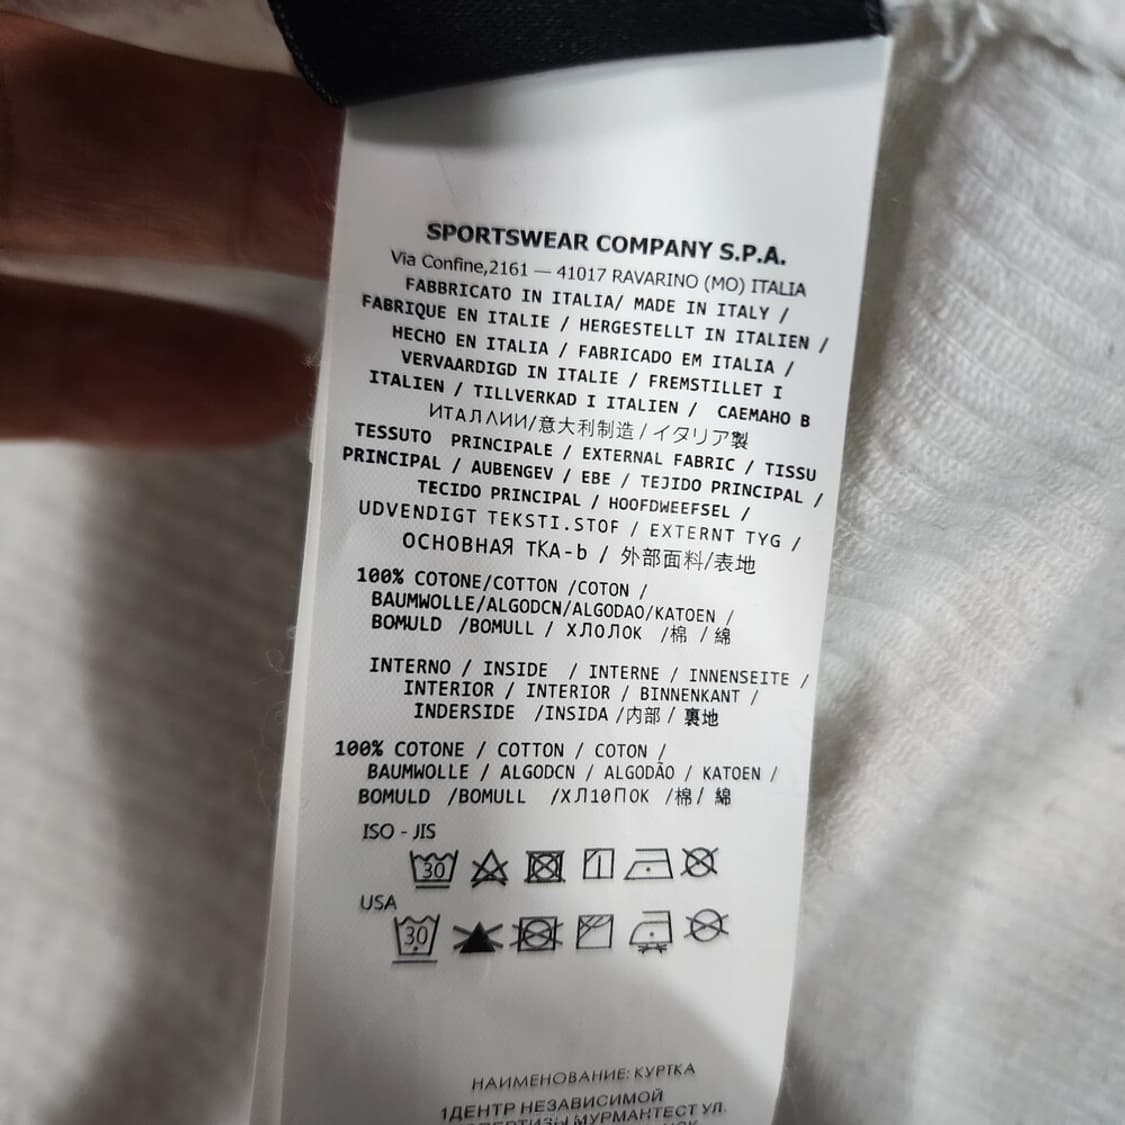 SPORTSWEAR COMPANY S.P.A.
Via Confine,2161 — 41017 RAVARINO (MO) ITALIA
FABBRICATO IN ITALIA/ MADE IN ITALY /
FABRIQUE EN ITALIE / HERGESTELLT IN ITALIEN /
HECHO EN ITALIA / FABRICADO EM ITALIA /
VERVAARDIGD IN ITALIE / FREMSTILLET I
ITALIEN / TILLVERKAD I ITALIEN / CAEMAHO B
ИТАЛΛИИ/意大利制造 / イタリア製
TESSUTO PRINCIPALE / EXTERNAL FABRIC / TISSU
PRINCIPAL / AUBENGEV / EBE / TEJIDO PRINCIPAL /
TECIDO PRINCIPAL / HOOFDWEEFSEL /
UDVENDIGT TEKSTI.STOF / EXTERNT TYG /
ОСНОВНАЯ TKA-b / 外部面料/表地
100% COTONE/COTTON /COTON /
BAUMWOLLE/ALGODCN/ALGODAO/KATOEN /
BOMULD /BOMULL / ХЛОЛОК /棉 / 綿
INTERNO / INSIDE / INTERNE / INNENSEITE /
INTERIOR / INTERIOR / BINNENKANT /
INDERSIDE /INSIDA /内部 / 裏地
100% COTONE / COTTON / COTON /
BAUMWOLLE / ALGODCN / ALGODÃO / KATOEN /
BOMULD /BOMULL /ХЛ10ПОК /棉/ 綿
ISO - JIS
30
USA
30
НАИМЕНОВАНИЕ: КУРТКА
1ДЕНТР НЕЗАВИСИМОЙ
МУРМАНТЕСТ УЛ.